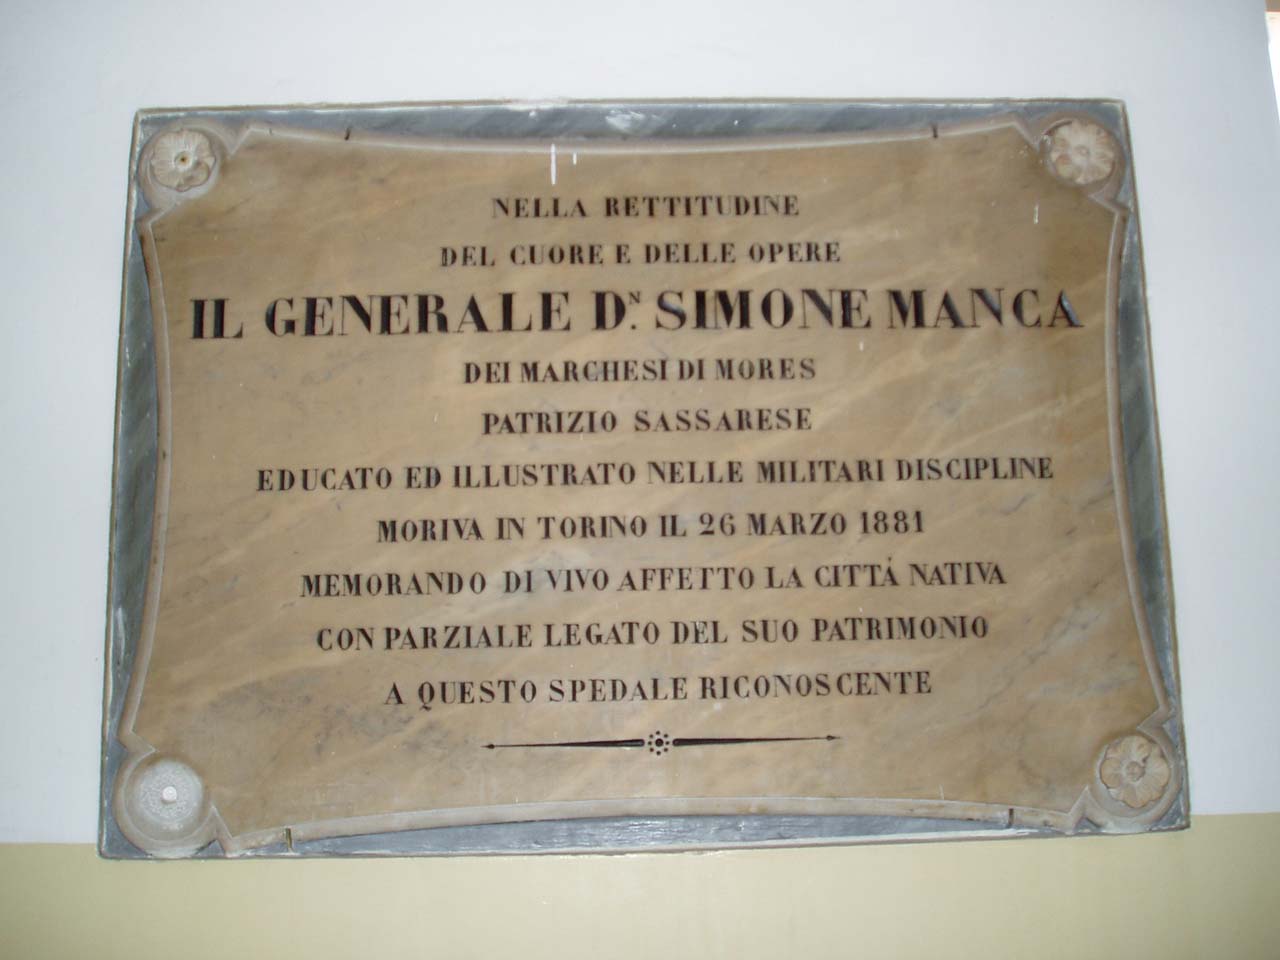 NELLA RETTITUDINE
DEL CUORE E DELLE OPERE
IL GENERALE D.ᴺ SIMONE MANCA
DEI MARCHESI DI MORES
PATRIZIO SASSARESE
EDUCATO ED ILLUSTRATO NELLE MILITARI DISCIPLINE
MORIVA IN TORINO IL 26 MARZO 1881
MEMORANDO DI VIVO AFFETTO LA CITTÀ NATIVA
CON PARZIALE LEGATO DEL SUO PATRIMONIO
A QUESTO SPEDALE RICONOSCENTE